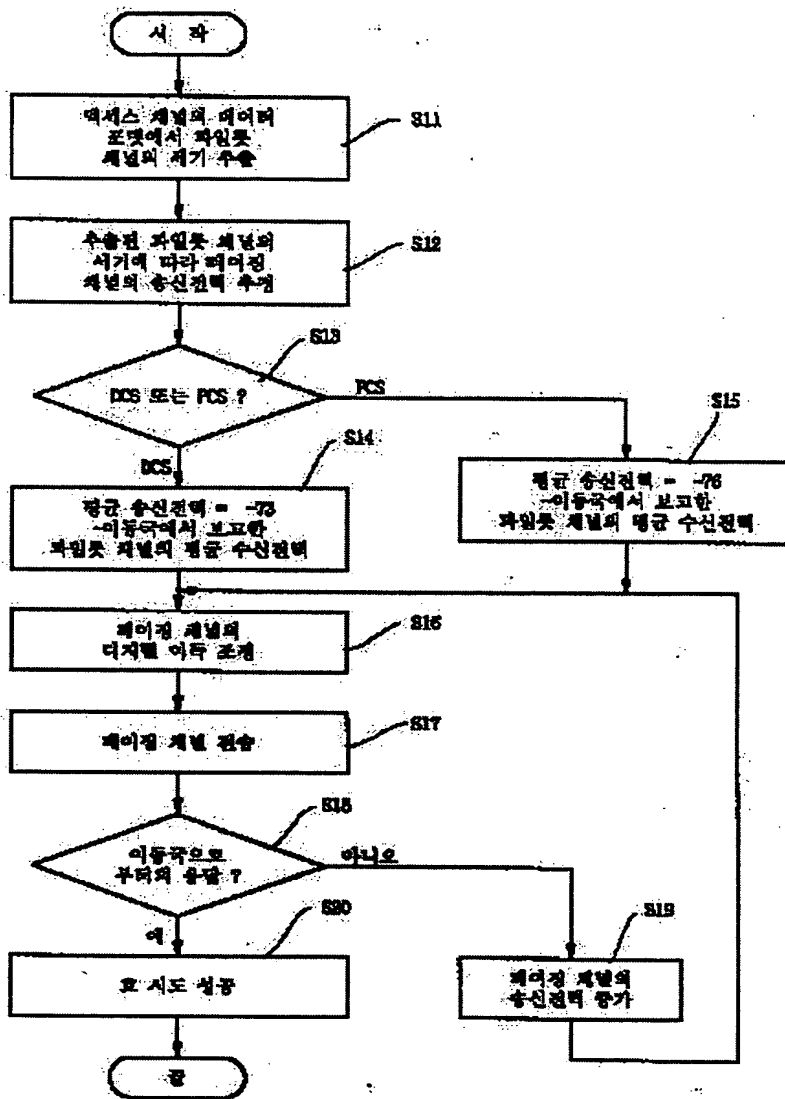 시 작
액세스 채널의 데이터
포맷에서 파일롯
채널의 세기 추출
S11
추출된 파일롯 채널의
세기에 따라 페이징
채널의 송신전력 추정
S12
S13
DCS 또는 PCS ?
PCS
DCS
S14
평균 송신전력 = -73
-이동국에서 보고한
파일롯 채널의 평균 수신전력
S15
평균 송신전력 = -76
-이동국에서 보고한
파일롯 채널의 평균 수신전력
페이징 채널의
디지털 이득 조정
S16
페이징 채널 전송
S17
S18
이동국으로
부터의 응답 ?
아니오
예
S20
호 시도 성공
S19
페이징 채널의
송신전력 증가
끝